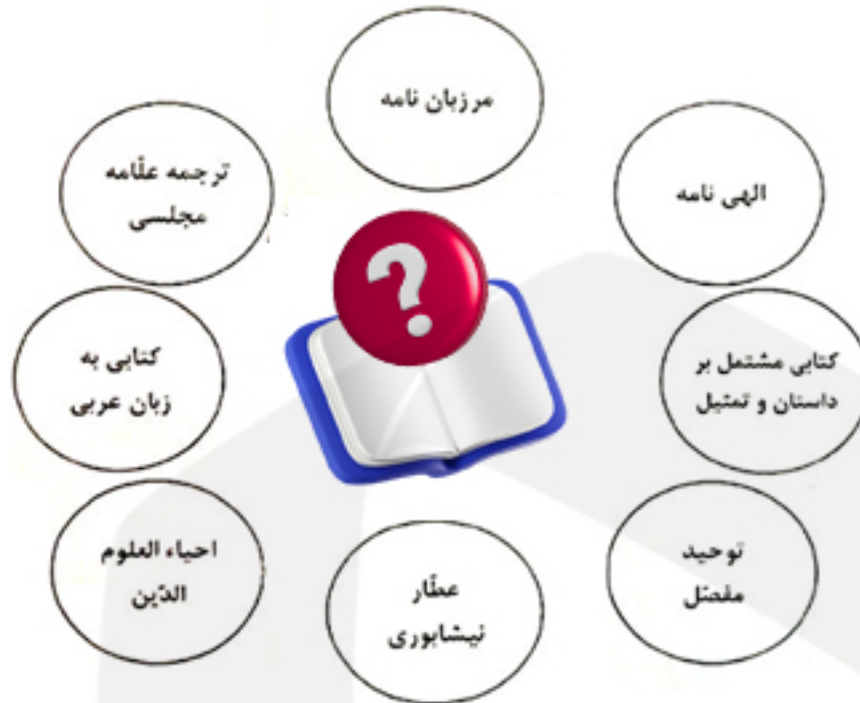 مرزبان نامه
الهی نامه
کتابی مشتمل بر
داستان و تمثیل
توحید
مفضّل
عطّار
نیشابوری
احیاء العلوم
الدّین
کتابی به
زبان عربی
ترجمه علّامه
مجلسی
?